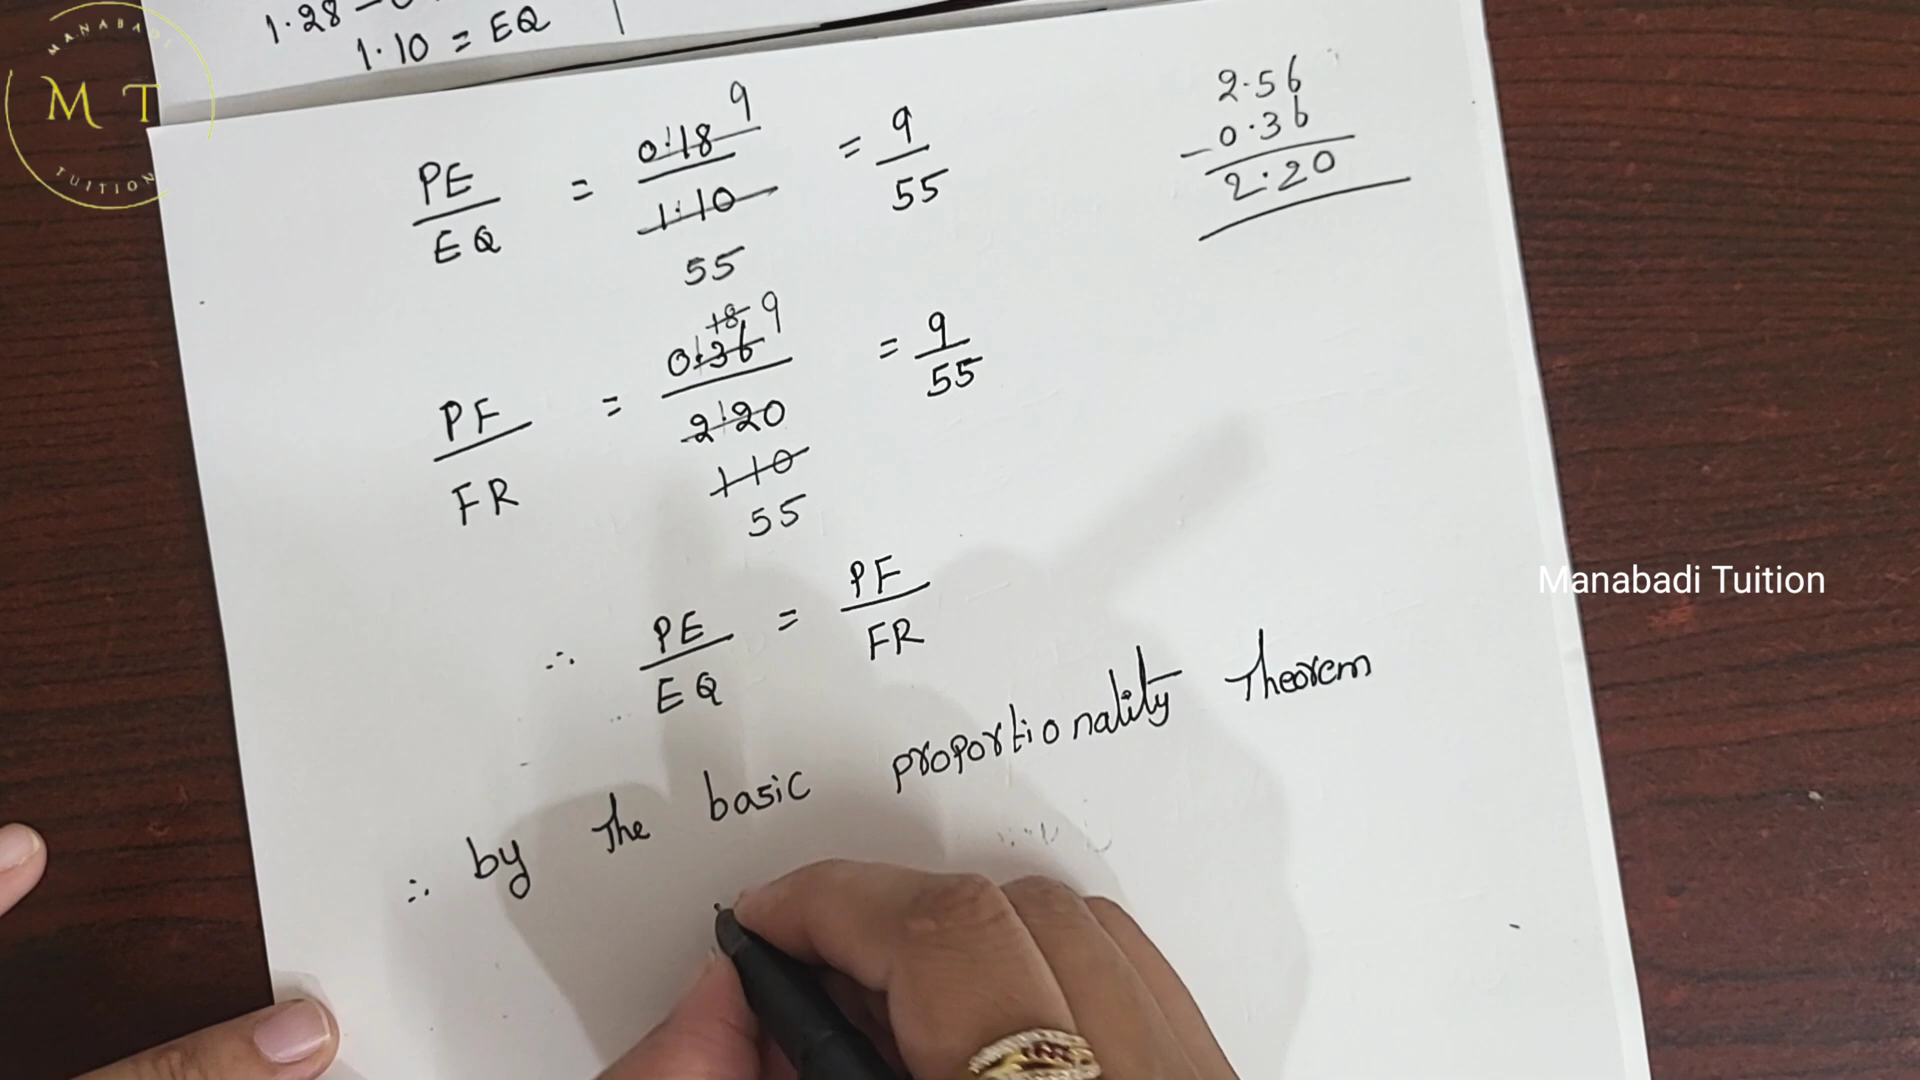 1.28 - 0
1.10 = EQ
MANABADI
M T
TUITION
PE/EQ = 0.18/1.10 = 9/55
9
55
2.56
- 0.36
2.20
PF/FR = 0.36/2.20 = 9/55
18 9
110
55
∴ PE/EQ = PF/FR
Manabadi Tuition
∴ by the basic proportionality theorem